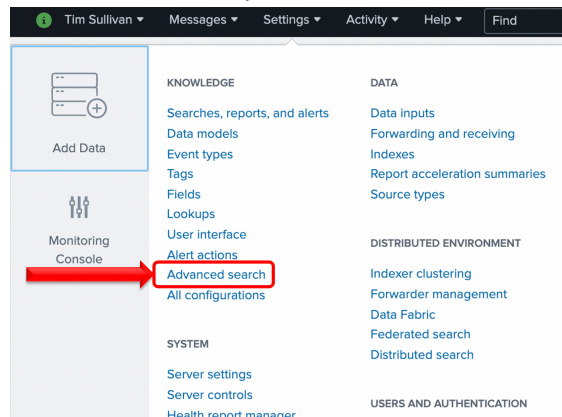 i Tim Sullivan ▾ Messages ▾ Settings ▾ Activity ▾ Help ▾ Find
Add Data
Monitoring
Console
KNOWLEDGE
Searches, reports, and alerts
Data models
Event types
Tags
Fields
Lookups
User interface
Alert actions
Advanced search
All configurations
SYSTEM
Server settings
Server controls
Health report manager
DATA
Data inputs
Forwarding and receiving
Indexes
Report acceleration summaries
Source types
DISTRIBUTED ENVIRONMENT
Indexer clustering
Forwarder management
Data Fabric
Federated search
Distributed search
USERS AND AUTHENTICATION